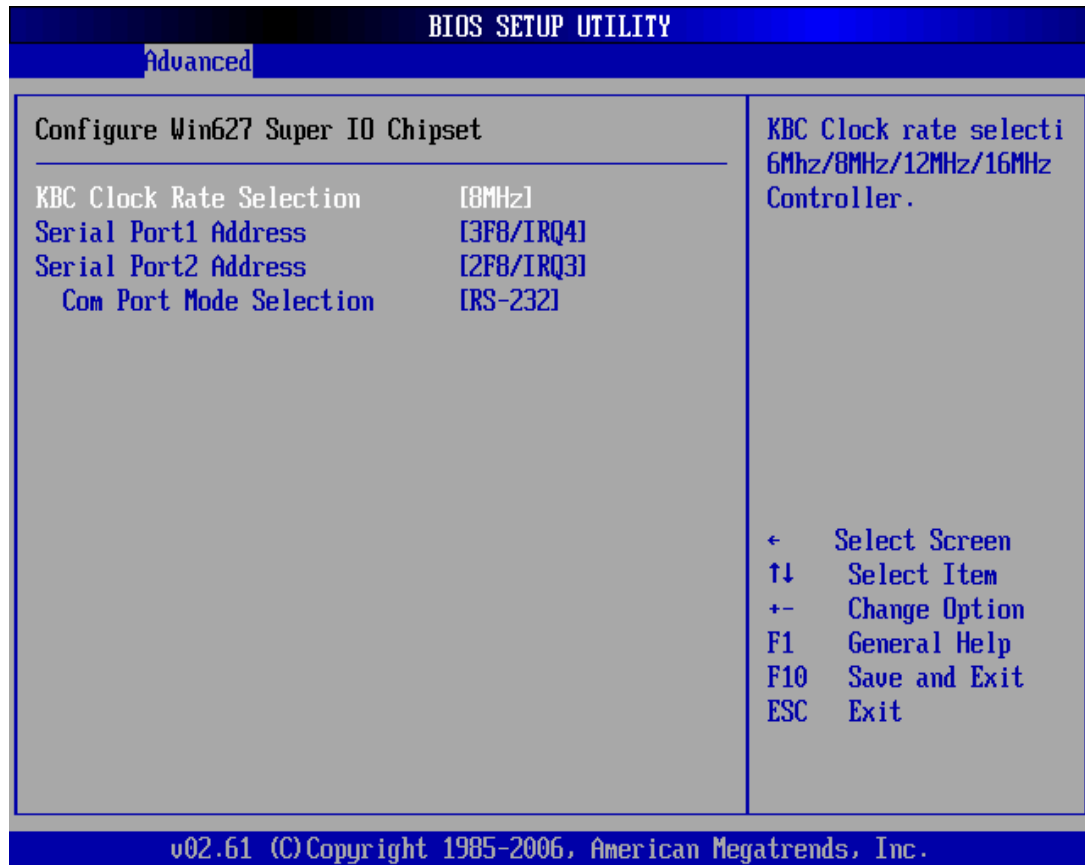 BIOS SETUP UTILITY
Advanced
Configure Win627 Super IO Chipset
KBC Clock Rate Selection [8MHz]
Serial Port1 Address [3F8/IRQ4]
Serial Port2 Address [2F8/IRQ3]
Com Port Mode Selection [RS-232]
KBC Clock rate selecti
6Mhz/8MHz/12MHz/16MHz
Controller.
← Select Screen
↑↓ Select Item
+- Change Option
F1 General Help
F10 Save and Exit
ESC Exit
v02.61 (C)Copyright 1985-2006, American Megatrends, Inc.